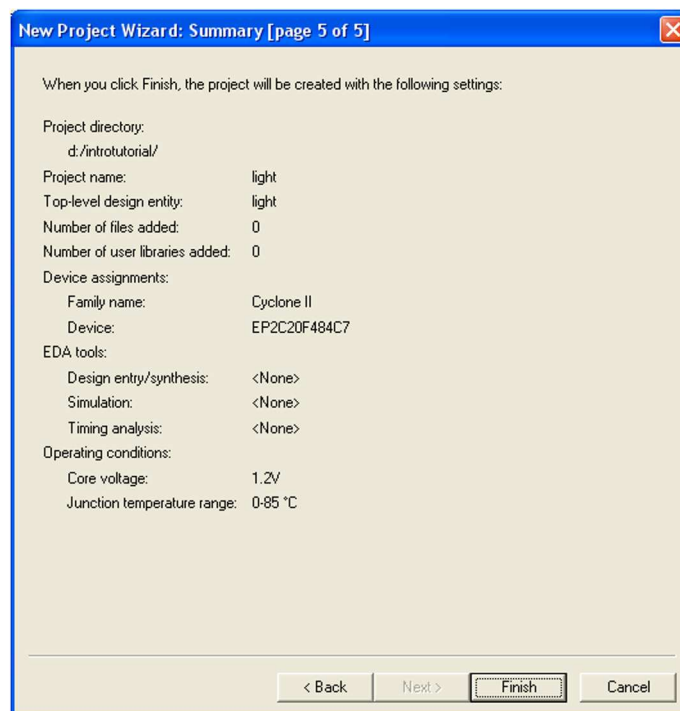 New Project Wizard: Summary [page 5 of 5]
When you click Finish, the project will be created with the following settings:
Project directory:
d:/introtutorial/
Project name: light
Top-level design entity: light
Number of files added: 0
Number of user libraries added: 0
Device assignments:
Family name: Cyclone II
Device: EP2C20F484C7
EDA tools:
Design entry/synthesis: <None>
Simulation: <None>
Timing analysis: <None>
Operating conditions:
Core voltage: 1.2V
Junction temperature range: 0-85 °C
< Back Next > Finish Cancel